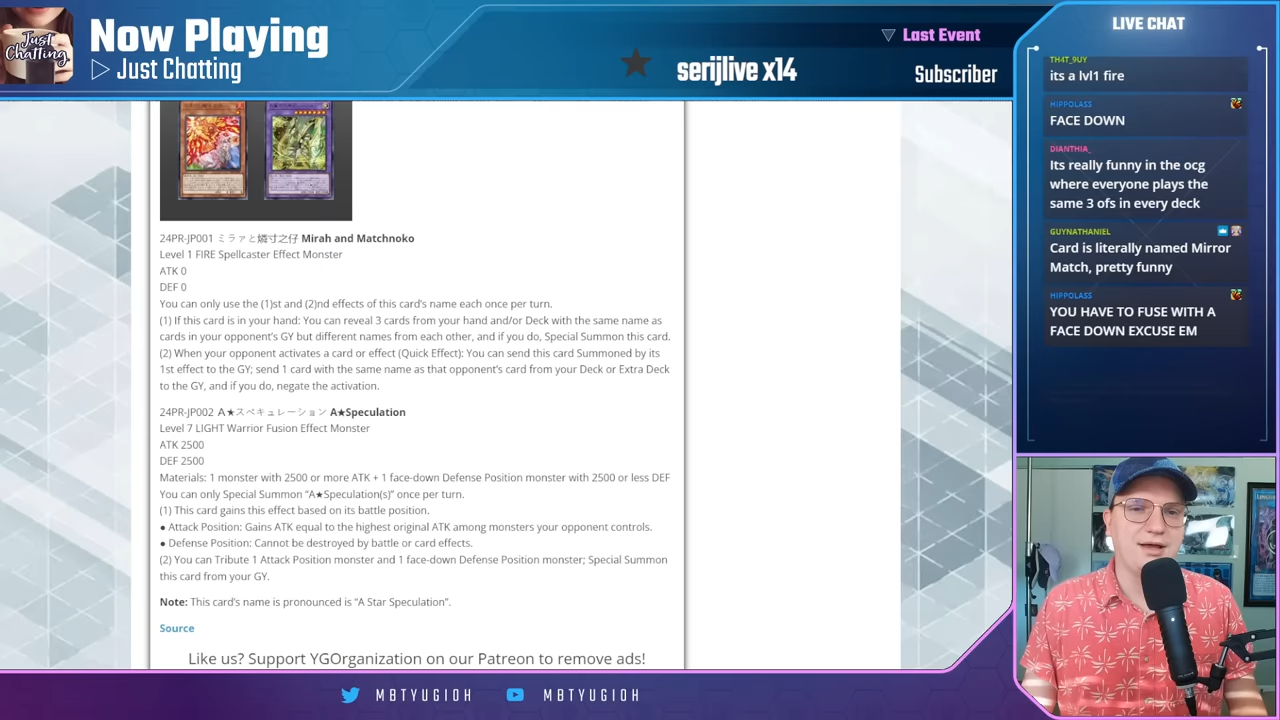 Just
Chatting
Now Playing
Just Chatting
serijlive x14
Last Event
Subscriber
24PR-JP001 ミラァと燐寸之仔 Mirah and Matchnoko
Level 1 FIRE Spellcaster Effect Monster
ATK 0
DEF 0
You can only use the (1)st and (2)nd effects of this card's name each once per turn.
(1) If this card is in your hand: You can reveal 3 cards from your hand and/or Deck with the same name as
cards in your opponent's GY but different names from each other, and if you do, Special Summon this card.
(2) When your opponent activates a card or effect (Quick Effect): You can send this card Summoned by its
1st effect to the GY; send 1 card with the same name as that opponent's card from your Deck or Extra Deck
to the GY, and if you do, negate the activation.
24PR-JP002 A★スペキュレーション A★Speculation
Level 7 LIGHT Warrior Fusion Effect Monster
ATK 2500
DEF 2500
Materials: 1 monster with 2500 or more ATK + 1 face-down Defense Position monster with 2500 or less DEF
You can only Special Summon “A★Speculation(s)” once per turn.
(1) This card gains this effect based on its battle position.
● Attack Position: Gains ATK equal to the highest original ATK among monsters your opponent controls.
● Defense Position: Cannot be destroyed by battle or card effects.
(2) You can Tribute 1 Attack Position monster and 1 face-down Defense Position monster; Special Summon
this card from your GY.
Note: This card's name is pronounced is “A Star Speculation”.
Source
Like us? Support YGOrganization on our Patreon to remove ads!
LIVE CHAT
TH4T_9UY
its a lvl1 fire
HIPPOLASS
FACE DOWN
DIANTHIA_
Its really funny in the ocg
where everyone plays the
same 3 ofs in every deck
GUYNATHANIEL
Card is literally named Mirror
Match, pretty funny
HIPPOLASS
YOU HAVE TO FUSE WITH A
FACE DOWN EXCUSE EM
MBTYUGIOH
MBTYUGIOH